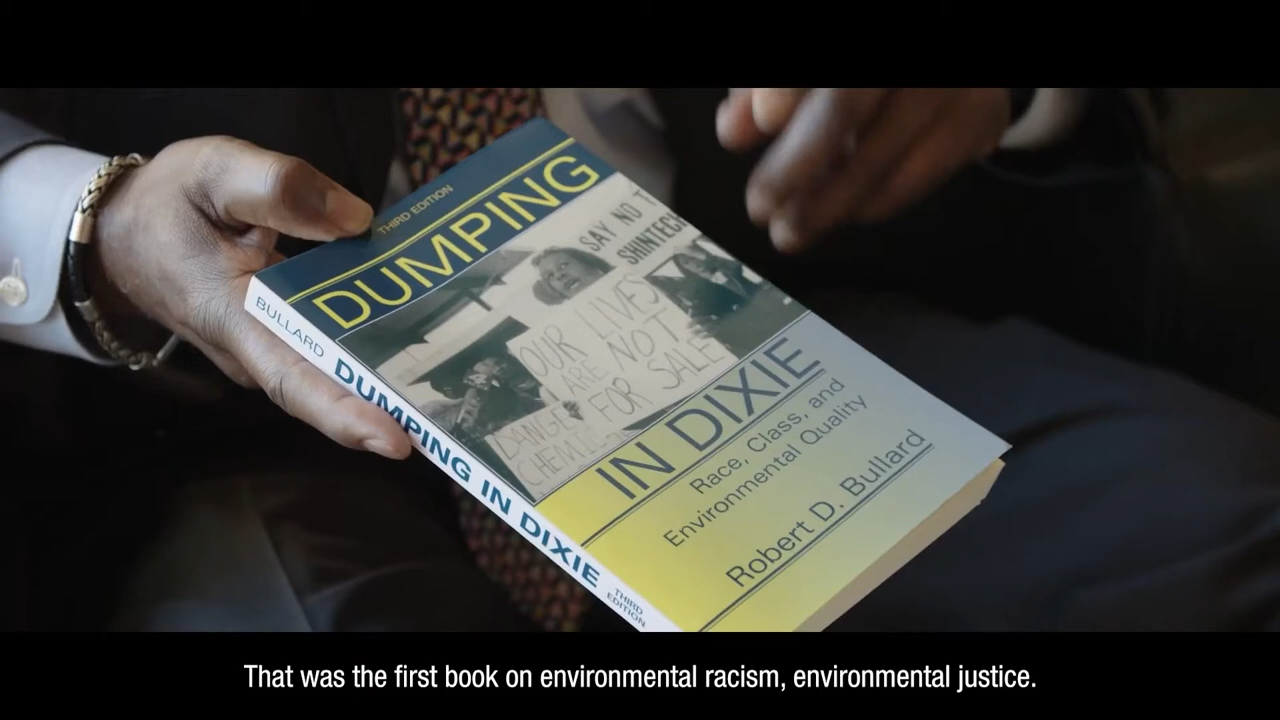 THIRD EDITION
DUMPING
SAY NO T
SHINTECH
OUR LIVES
ARE NOT
FOR SALE
DANGE
CHEMIC
IN DIXIE
Race, Class, and
Environmental Quality
Robert D. Bullard
BULLARD DUMPING IN DIXIE THIRD
EDITION
That was the first book on environmental racism, environmental justice.